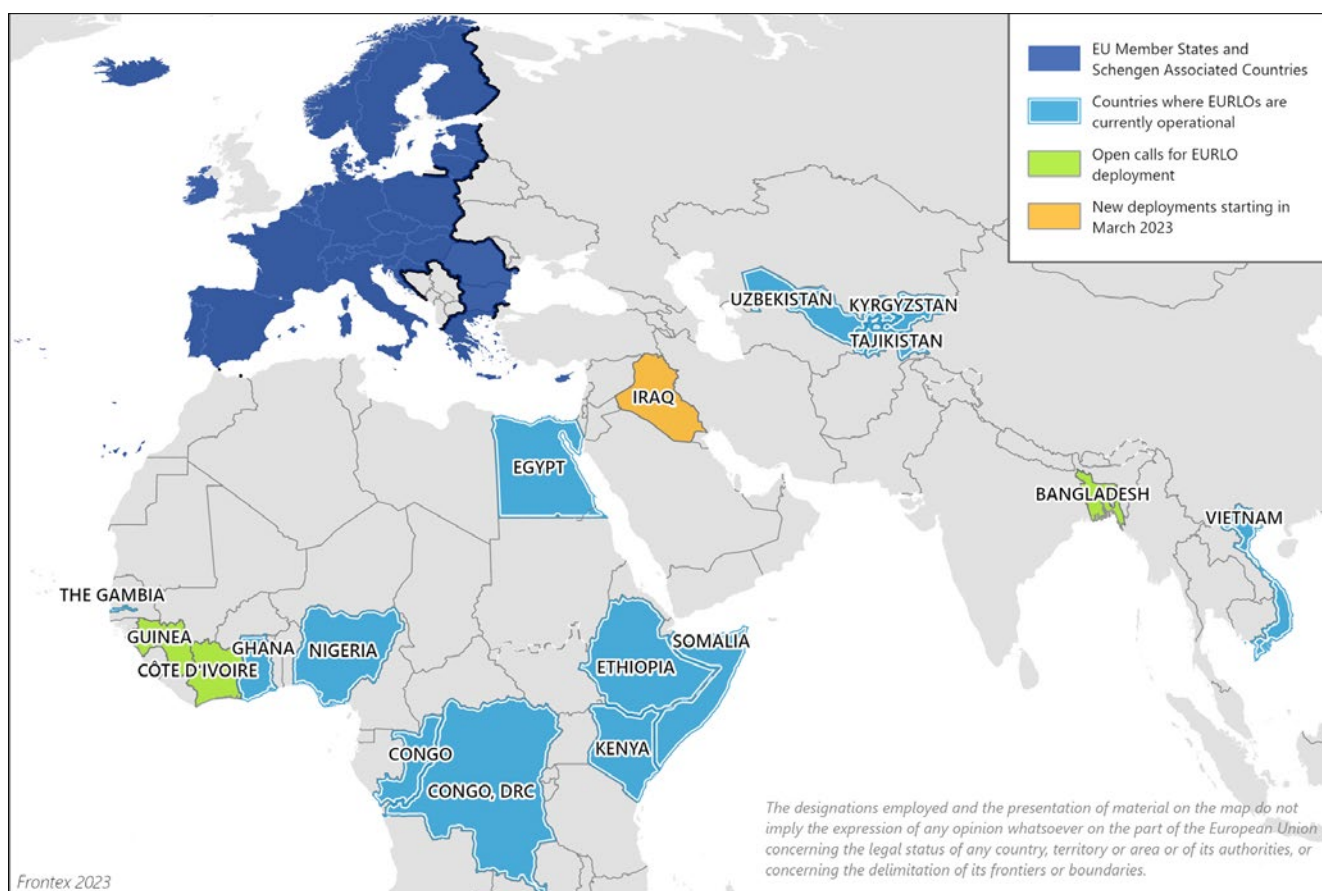 EU Member States and
Schengen Associated Countries
Countries where EURLOs are
currently operational
Open calls for EURLO
deployment
New deployments starting in
March 2023
UZBEKISTAN
KYRGYZSTAN
TAJIKISTAN
IRAQ
EGYPT
BANGLADESH
VIETNAM
THE GAMBIA
GUINEA
GHANA
NIGERIA
SOMALIA
CÔTE D'IVOIRE
ETHIOPIA
CONGO
KENYA
CONGO, DRC
The designations employed and the presentation of material on the map do not
imply the expression of any opinion whatsoever on the part of the European Union
concerning the legal status of any country, territory or area or of its authorities, or
concerning the delimitation of its frontiers or boundaries.
Frontex 2023